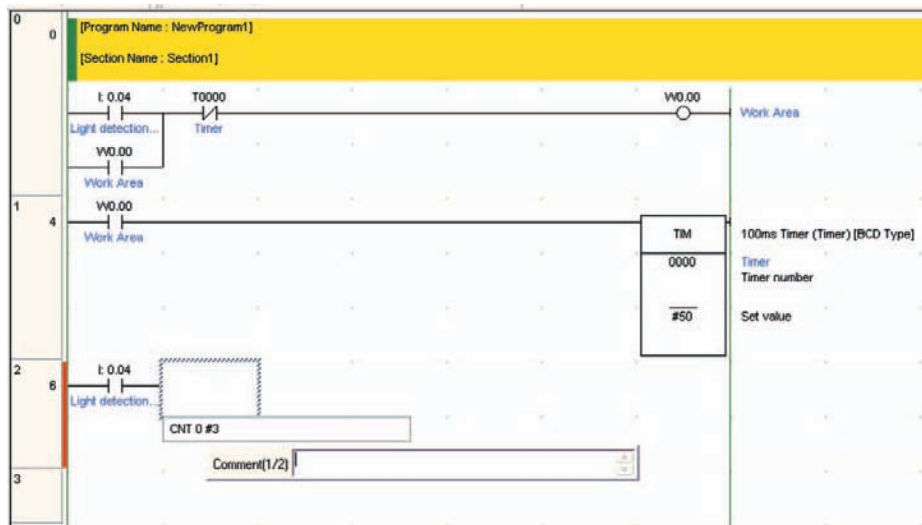 0
0
[Program Name : NewProgram1]
[Section Name : Section1]
I: 0.04
T0000
W0.00
Light detection...
Timer
Work Area
W0.00
Work Area
1
4
W0.00
Work Area
TIM
100ms Timer (Timer) [BCD Type]
0000
Timer
Timer number
#50
Set value
2
6
I: 0.04
Light detection...
CNT 0 #3
Comment(1/2)
3